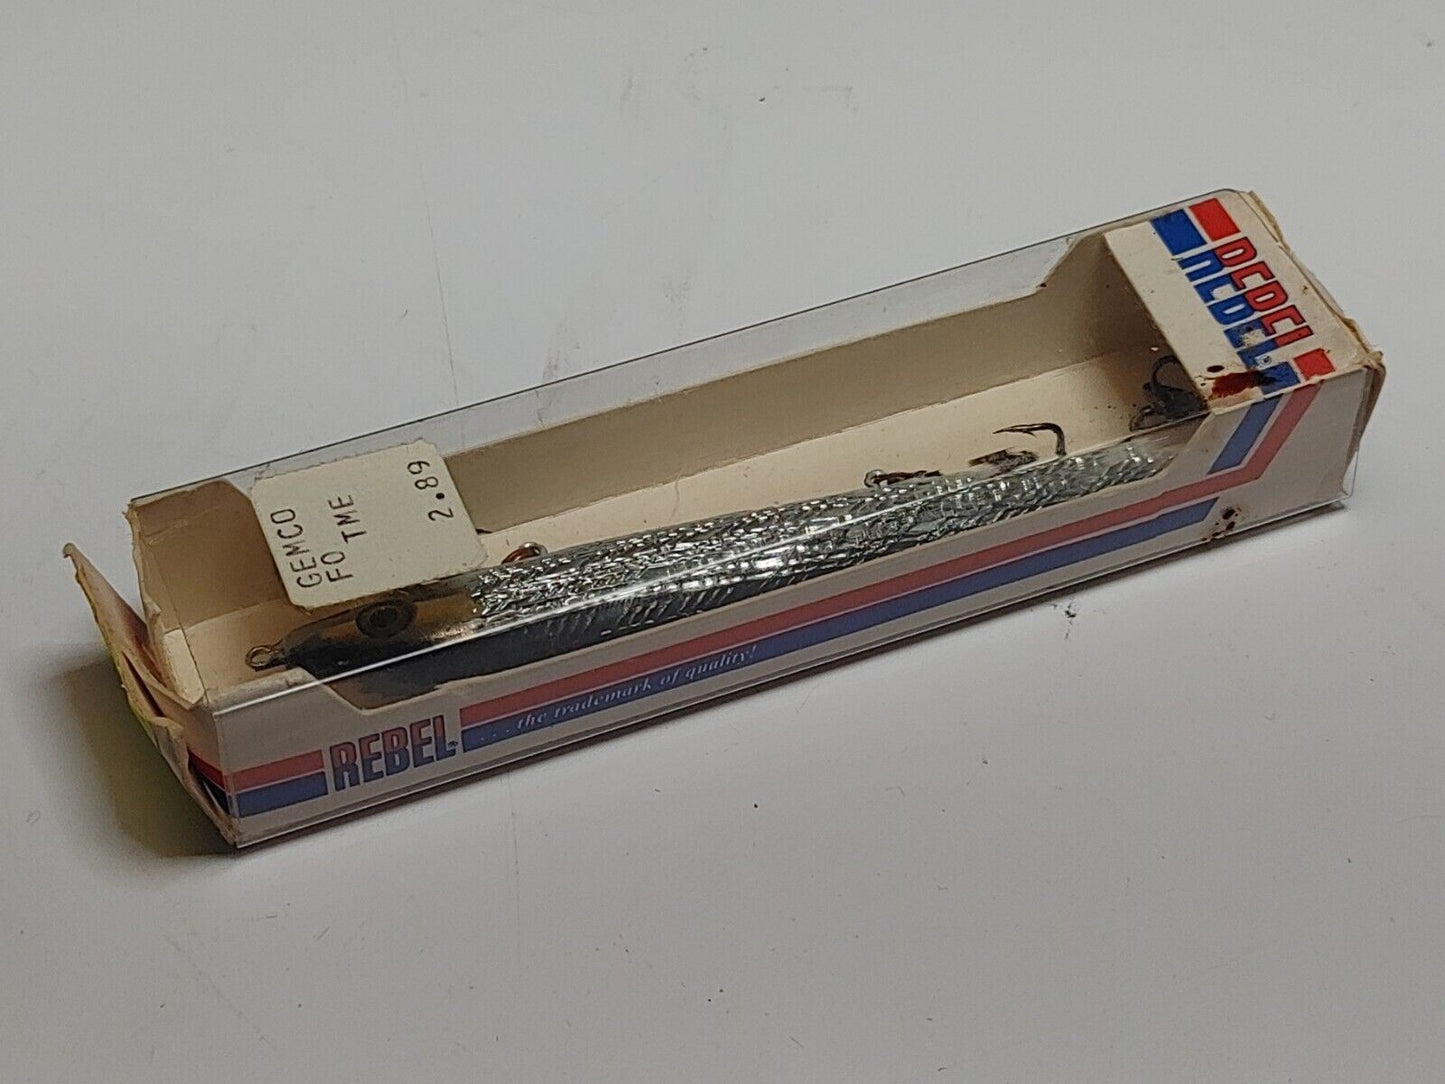 GEMCO
FO TME
2.89
REBEL
REBEL
REBEL
...the trademark of quality!